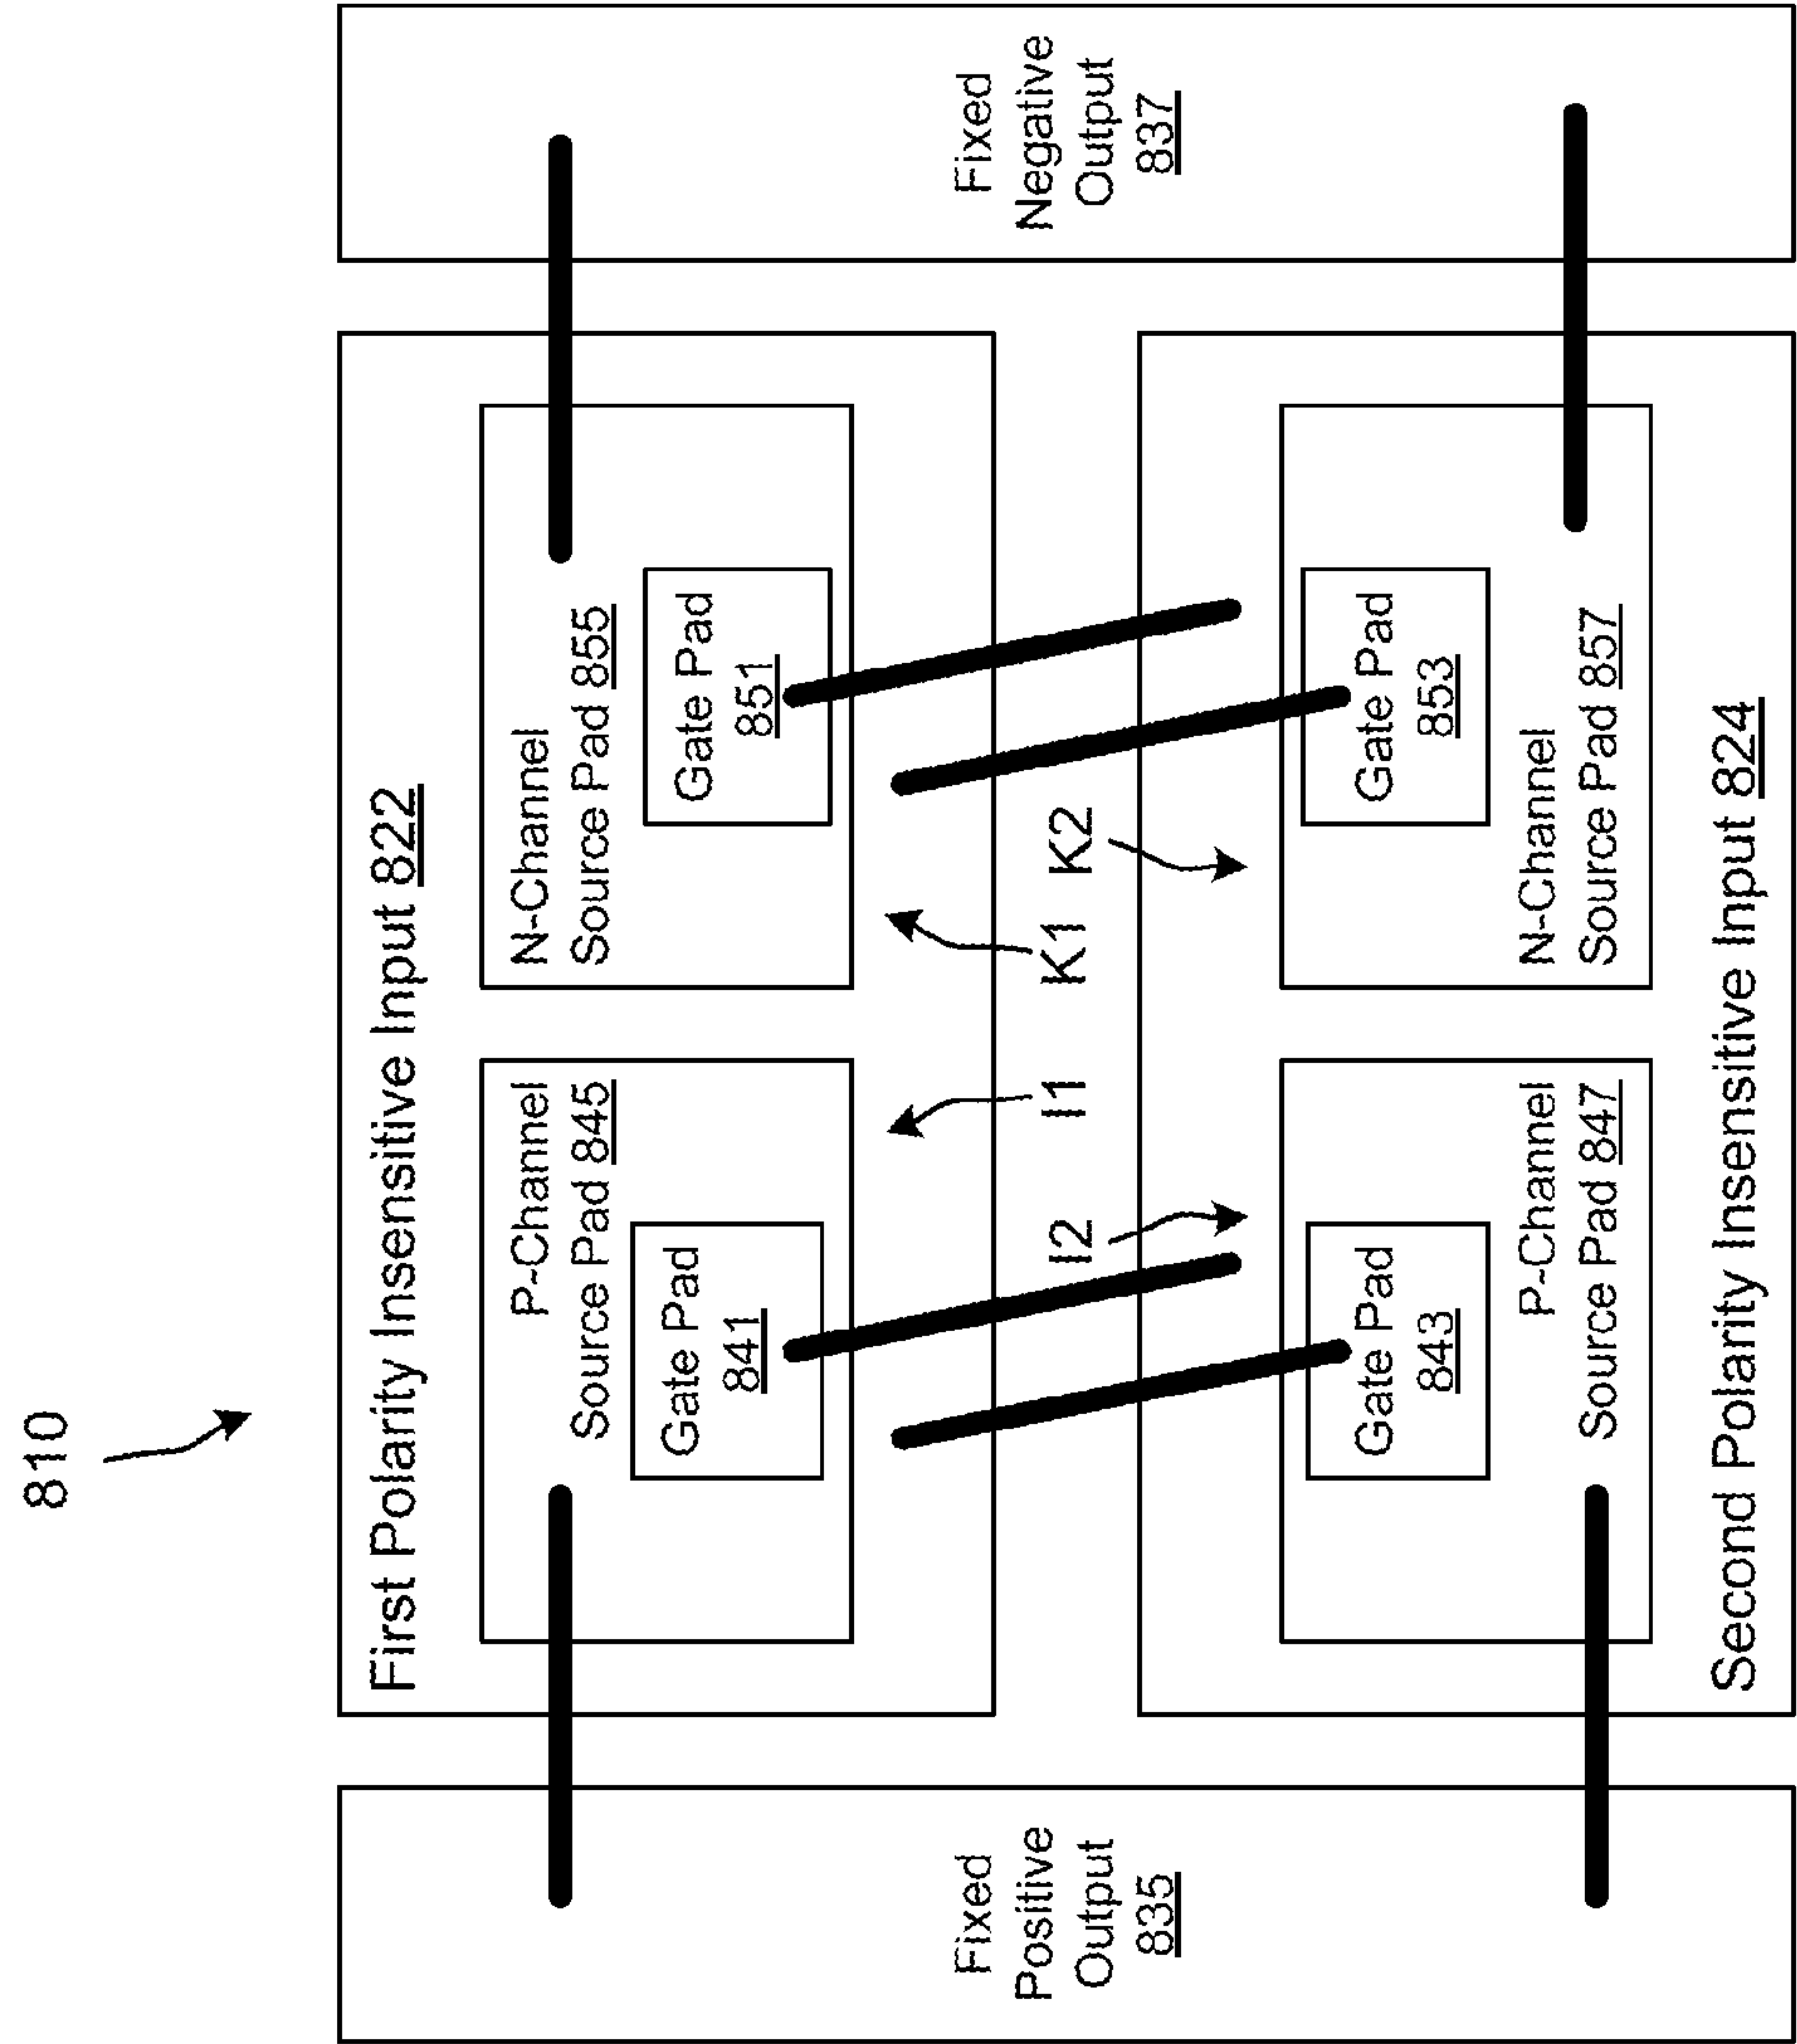 810
First Polarity Insensitive Input 822
P-Channel
Source Pad 845
Gate Pad
841
N-Channel
Source Pad 855
Gate Pad
851
Fixed
Positive
Output
835
I2
I1
K1
K2
Fixed
Negative
Output
837
Gate Pad
843
P-Channel
Source Pad 847
Gate Pad
853
N-Channel
Source Pad 857
Second Polarity Insensitive Input 824